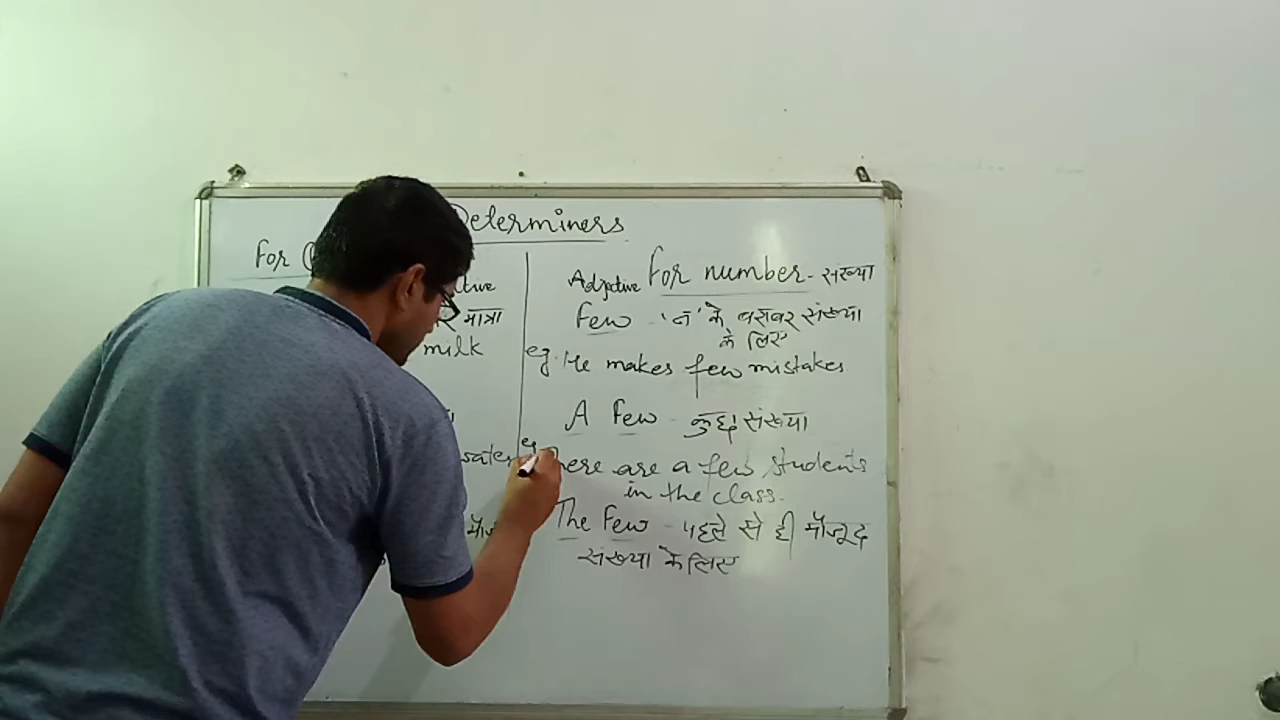 Determiners
For
Adjective For number - संख्या
मात्रा
Few - 'न' के बराबर संख्या
के लिए
milk
eg. He makes few mistakes
A Few - कुछ संख्या
eg
There are a few students
in the class.
The Few - पहले से ही मौजूद
संख्या के लिए